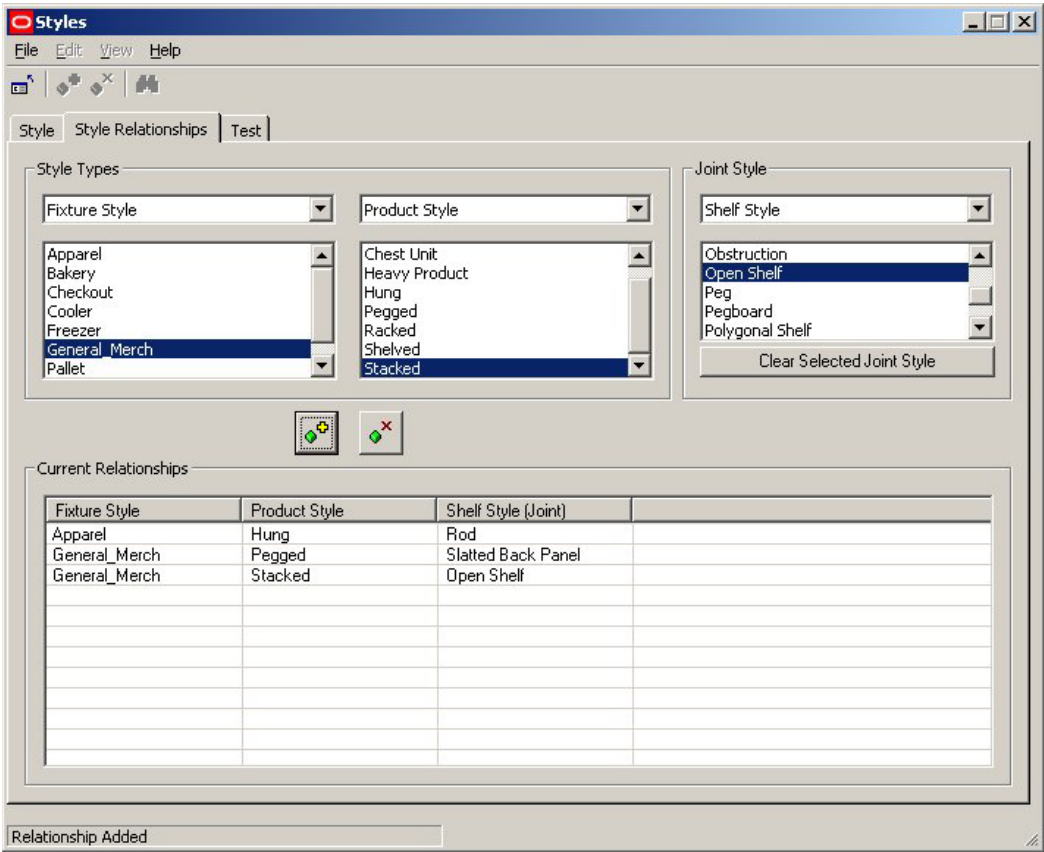 Styles
File Edit View Help
Style Style Relationships Test
Style Types
Joint Style
Fixture Style Product Style Shelf Style
Apparel
Bakery
Checkout
Cooler
Freezer
General_Merch
Pallet
Chest Unit
Heavy Product
Hung
Pegged
Racked
Shelved
Stacked
Obstruction
Open Shelf
Peg
Pegboard
Polygonal Shelf
Clear Selected Joint Style
Current Relationships
Fixture Style Product Style Shelf Style (Joint)
Apparel Hung Rod
General_Merch Pegged Slatted Back Panel
General_Merch Stacked Open Shelf
Relationship Added